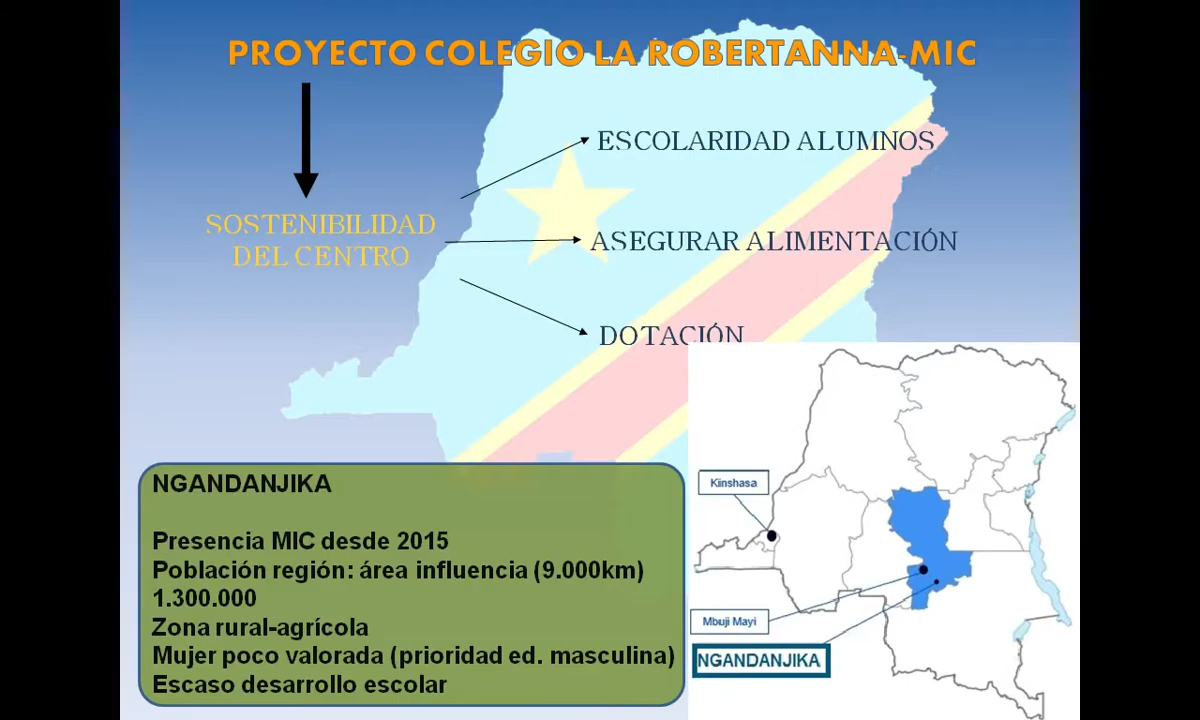 PROYECTO COLEGIO LA ROBERTANNA-MIC
ESCOLARIDAD ALUMNOS
SOSTENIBILIDAD
DEL CENTRO
ASEGURAR ALIMENTACIÓN
DOTACIÓN
NGANDANJIKA
Presencia MIC desde 2015
Población región: área influencia (9.000km)
1.300.000
Zona rural-agrícola
Mujer poco valorada (prioridad ed. masculina)
Escaso desarrollo escolar
Kiinshasa
Mbuji Mayi
NGANDANJIKA